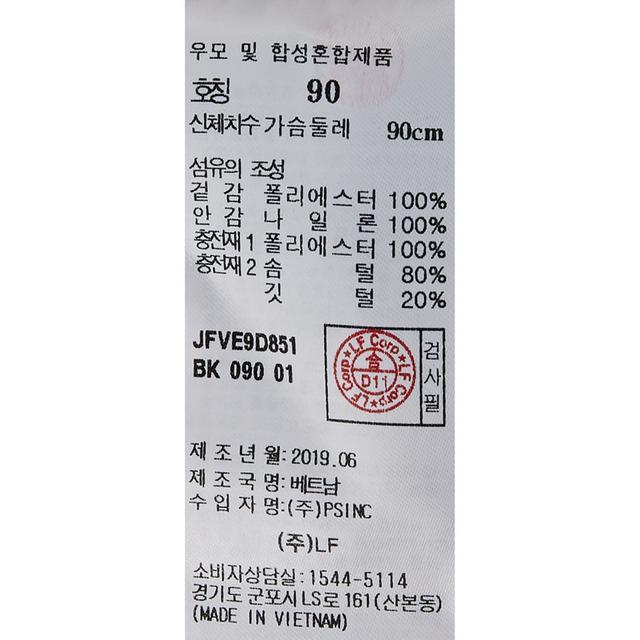 우모 및 합성혼합제품
호칭 90
신체치수 가슴둘레 90cm
섬유의 조성
겉감 폴리에스터 100%
안감 나일론 100%
충전재1 폴리에스터 100%
충전재2 솜털 80%
깃털 20%
JFVE9D851
BK 090 01
LF Corp★LF Corp★LF Corp★
合
D11
검사필
제조년월:2019.06
제조국명:베트남
수입자명:(주)PSINC
(주)LF
소비자상담실:1544-5114
경기도 군포시 LS로 161(산본동)
(MADE IN VIETNAM)